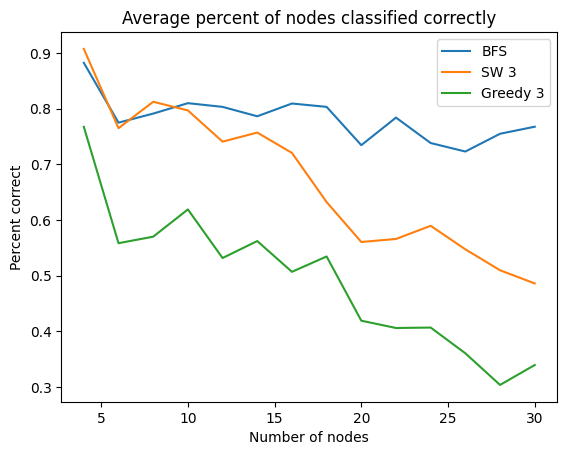 Average percent of nodes classified correctly
BFS
SW 3
Greedy 3
Percent correct
0.9
0.8
0.7
0.6
0.5
0.4
0.3
5 10 15 20 25 30
Number of nodes